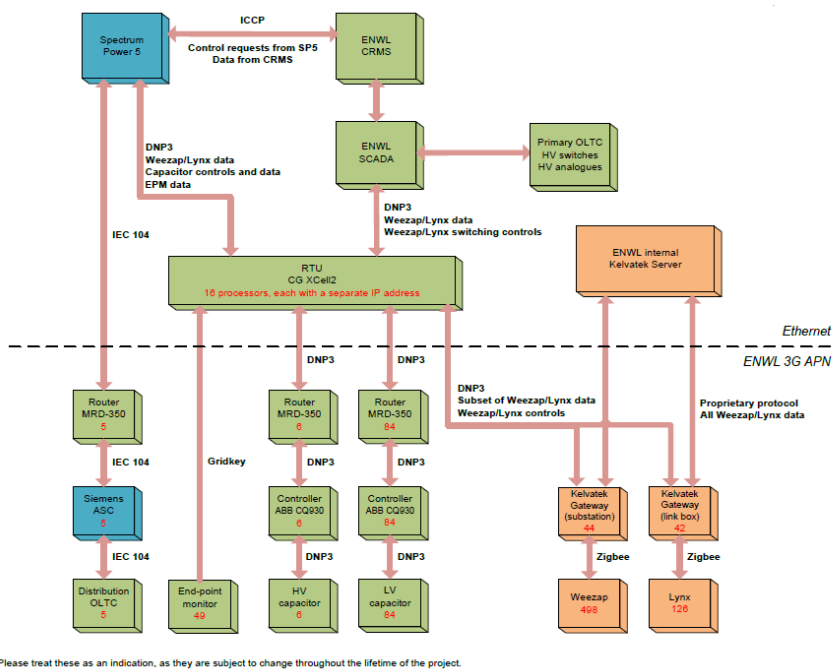 ICCP
Spectrum
Power 5
Control requests from SP5
Data from CRMS
ENWL
CRMS
ENWL
SCADA
Primary OLTC
HV switches
HV analogues
DNP3
Weezap/Lynx data
Capacitor controls and data
EPM data
DNP3
Weezap/Lynx data
Weezap/Lynx switching controls
IEC 104
RTU
CG XCell2
16 processors, each with a separate IP address
ENWL internal
Kelvatek Server
Ethernet
ENWL 3G APN
DNP3
DNP3
DNP3
Subset of Weezap/Lynx data
Weezap/Lynx controls
Proprietary protocol
All Weezap/Lynx data
Router
MRD-350
5
Router
MRD-350
6
Router
MRD-350
84
IEC 104
Gridkey
DNP3
DNP3
Siemens
ASC
5
Controller
ABB CQ930
6
Controller
ABB CQ930
84
Kelvatek
Gateway
(substation)
44
Kelvatek
Gateway
(link box)
42
IEC 104
DNP3
DNP3
Zigbee
Zigbee
Distribution
OLTC
5
End-point
monitor
49
HV
capacitor
6
LV
capacitor
84
Weezap
498
Lynx
126
Please treat these as an indication, as they are subject to change throughout the lifetime of the project.